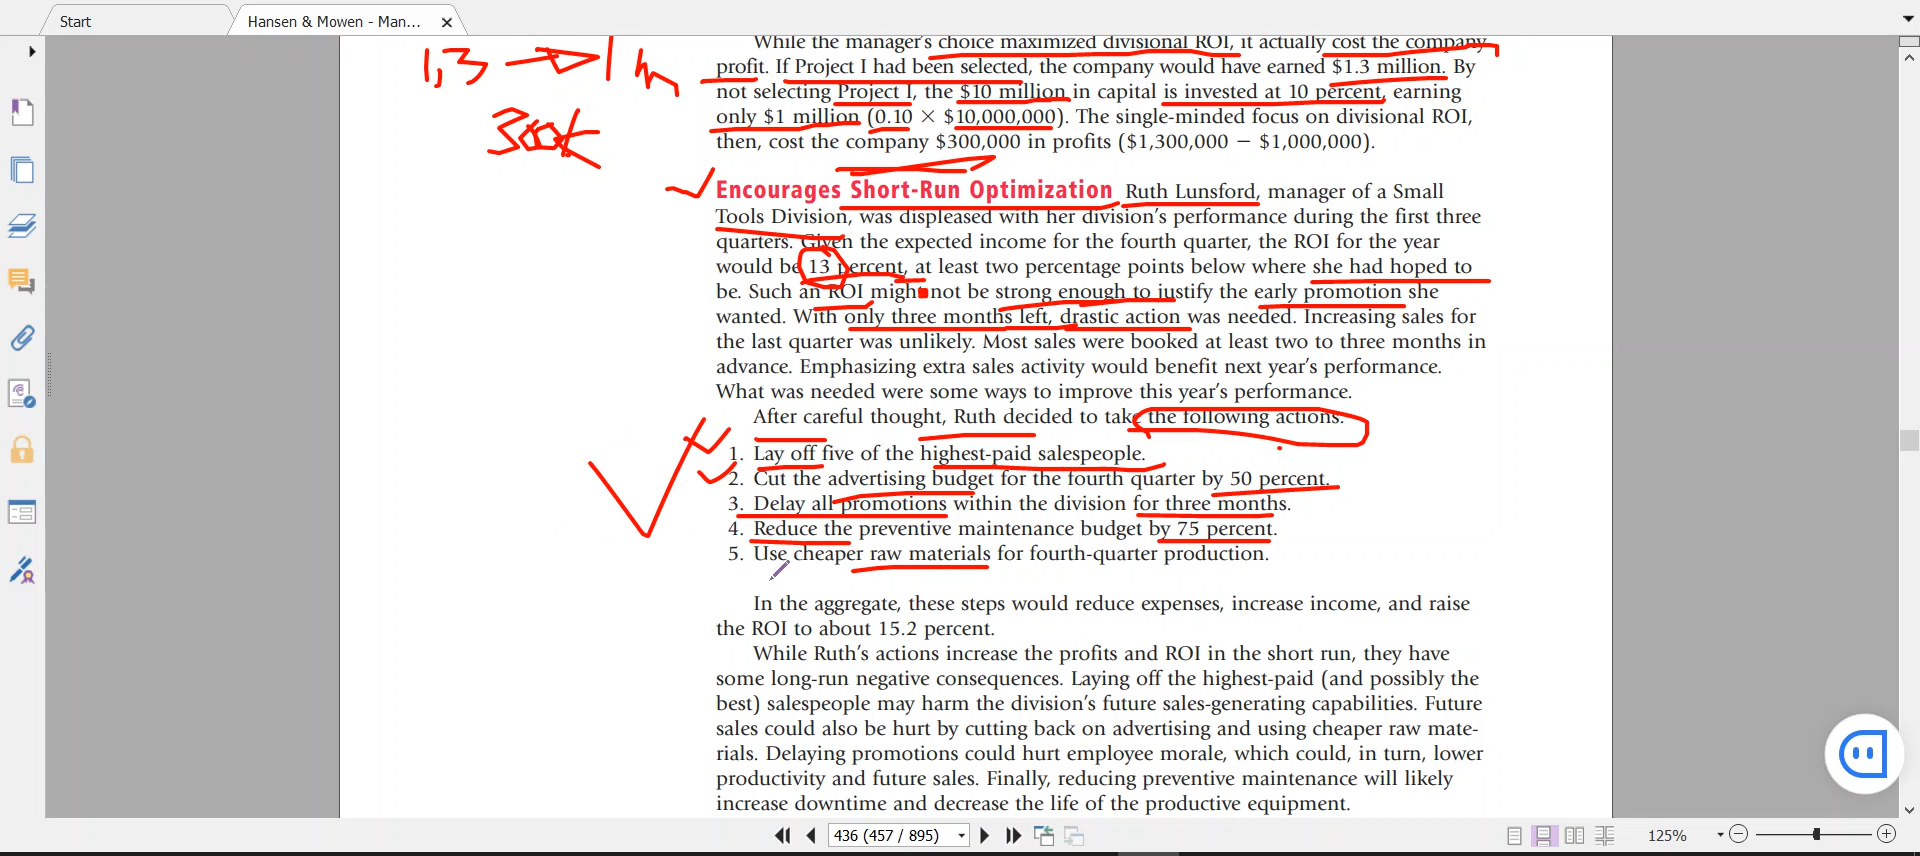 Start
Hansen & Mowen - Man...
While the manager's choice maximized divisional ROI, it actually cost the company
profit. If Project I had been selected, the company would have earned $1.3 million. By
not selecting Project I, the $10 million in capital is invested at 10 percent, earning
only $1 million (0.10 × $10,000,000). The single-minded focus on divisional ROI,
then, cost the company $300,000 in profits ($1,300,000 − $1,000,000).
1,3 → 1 m
Encourages Short-Run Optimization Ruth Lunsford, manager of a Small
Tools Division, was displeased with her division's performance during the first three
quarters. Given the expected income for the fourth quarter, the ROI for the year
would be 13 percent, at least two percentage points below where she had hoped to
be. Such an ROI might not be strong enough to justify the early promotion she
wanted. With only three months left, drastic action was needed. Increasing sales for
the last quarter was unlikely. Most sales were booked at least two to three months in
advance. Emphasizing extra sales activity would benefit next year's performance.
What was needed were some ways to improve this year's performance.
After careful thought, Ruth decided to take the following actions.
1. Lay off five of the highest-paid salespeople.
2. Cut the advertising budget for the fourth quarter by 50 percent.
3. Delay all promotions within the division for three months.
4. Reduce the preventive maintenance budget by 75 percent.
5. Use cheaper raw materials for fourth-quarter production.
In the aggregate, these steps would reduce expenses, increase income, and raise
the ROI to about 15.2 percent.
While Ruth's actions increase the profits and ROI in the short run, they have
some long-run negative consequences. Laying off the highest-paid (and possibly the
best) salespeople may harm the division's future sales-generating capabilities. Future
sales could also be hurt by cutting back on advertising and using cheaper raw mate-
rials. Delaying promotions could hurt employee morale, which could, in turn, lower
productivity and future sales. Finally, reducing preventive maintenance will likely
increase downtime and decrease the life of the productive equipment.
436 (457 / 895)
125%